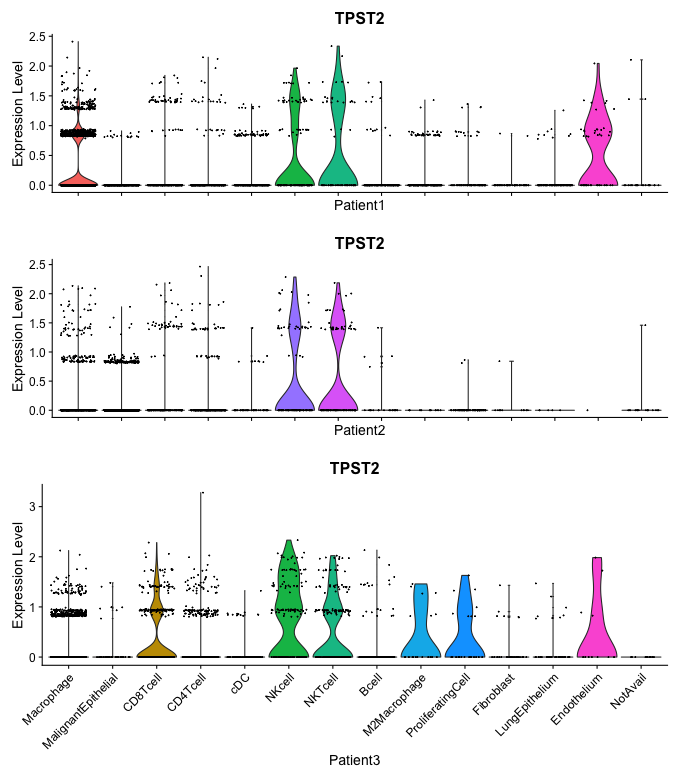 TPST2
Expression Level
2.5
2.0
1.5
1.0
0.5
0.0
Patient1
TPST2
Expression Level
2.5
2.0
1.5
1.0
0.5
0.0
Patient2
TPST2
Expression Level
3
2
1
0
Macrophage
MalignantEpithelial
CD8Tcell
CD4Tcell
cDC
NKcell
NKTcell
Bcell
M2Macrophage
ProliferatingCell
Fibroblast
LungEpithelium
Endothelium
NotAvail
Patient3